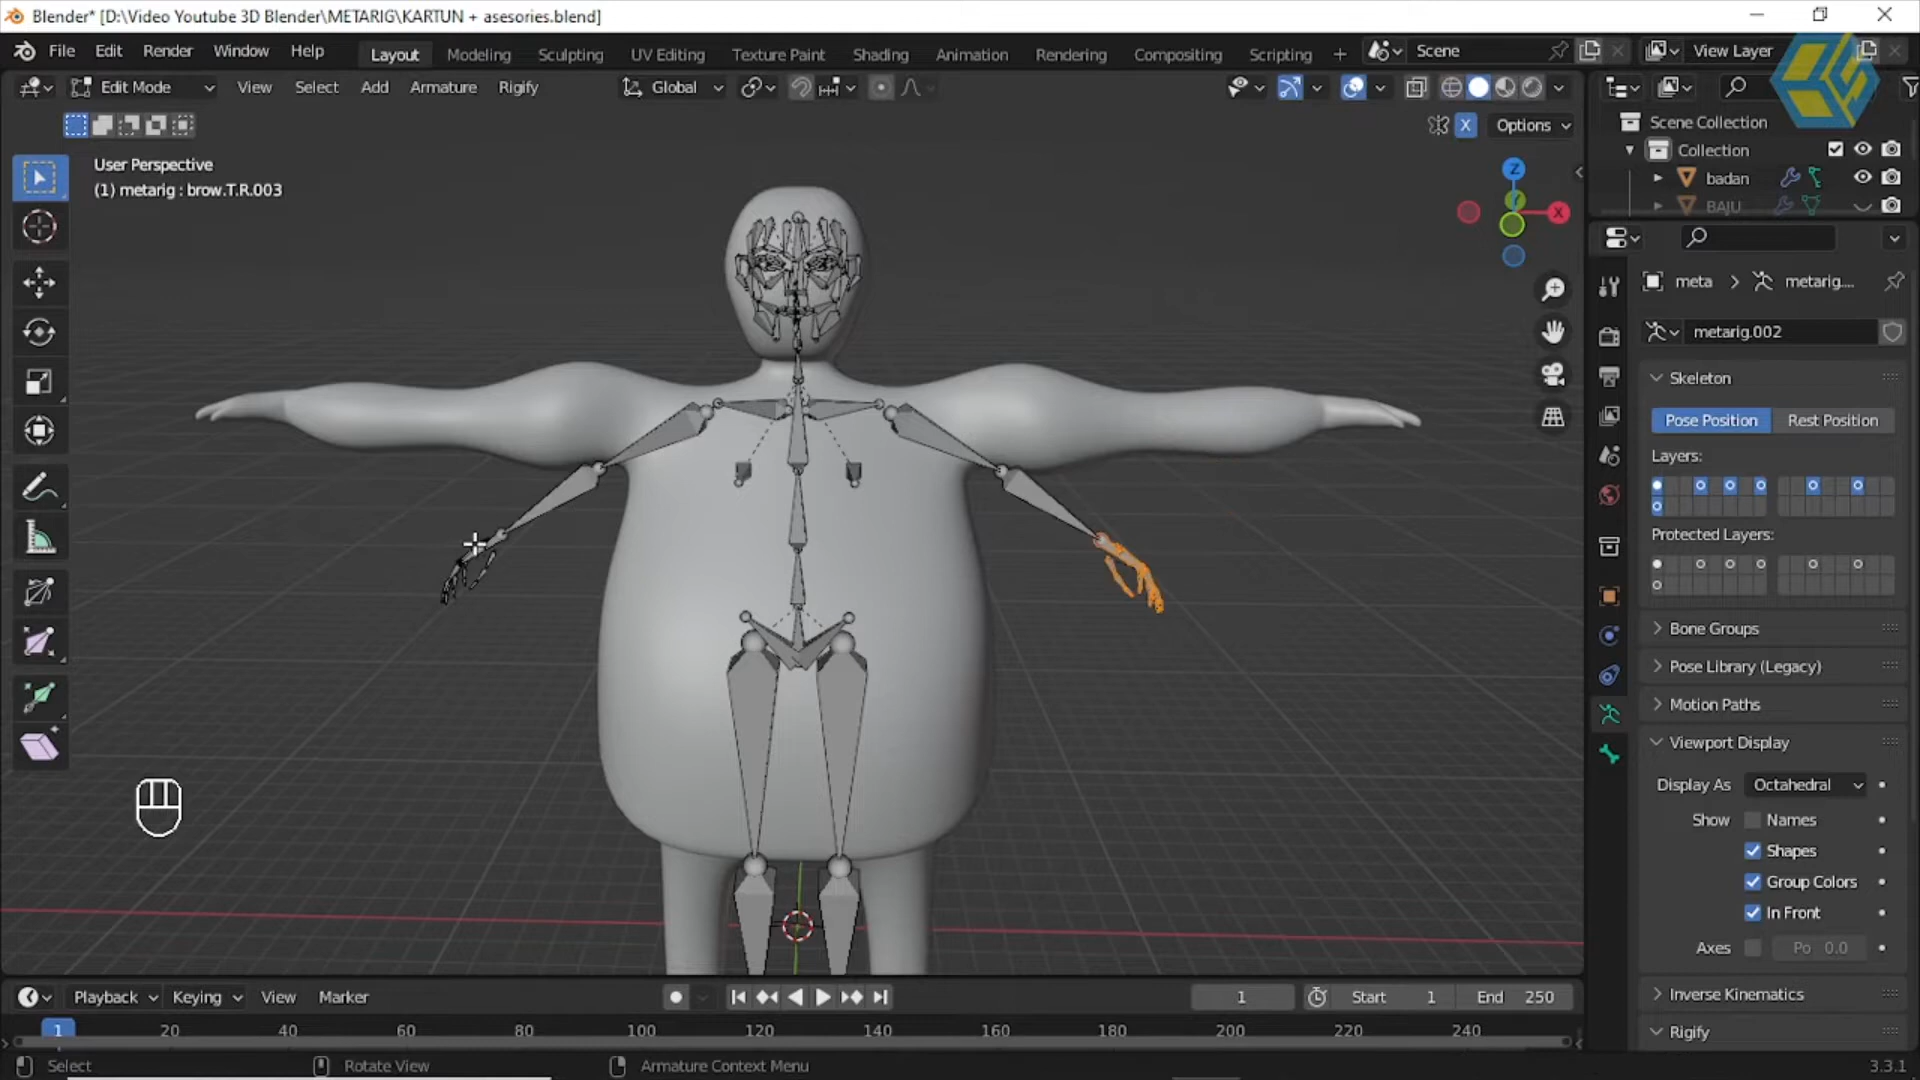 Blender* [D:\Video Youtube 3D Blender\METARIG\KARTUN + asesories.blend]
File Edit Render Window Help Layout Modeling Sculpting UV Editing Texture Paint Shading Animation Rendering Compositing Scripting + Scene View Layer
Edit Mode View Select Add Armature Rigify Global
X Options
Scene Collection
Collection
badan
BAJU
User Perspective
(1) metarig : brow.T.R.003
Z
Y
X
meta > metarig....
metarig.002
Skeleton
Pose Position Rest Position
Layers:
Protected Layers:
Bone Groups
Pose Library (Legacy)
Motion Paths
Viewport Display
Display As Octahedral
Show Names
Shapes
Group Colors
In Front
Axes Po 0.0
Inverse Kinematics
Rigify
Playback Keying View Marker 1 Start 1 End 250
1 20 40 60 80 100 120 140 160 180 200 220 240
Select Rotate View Armature Context Menu 3.3.1